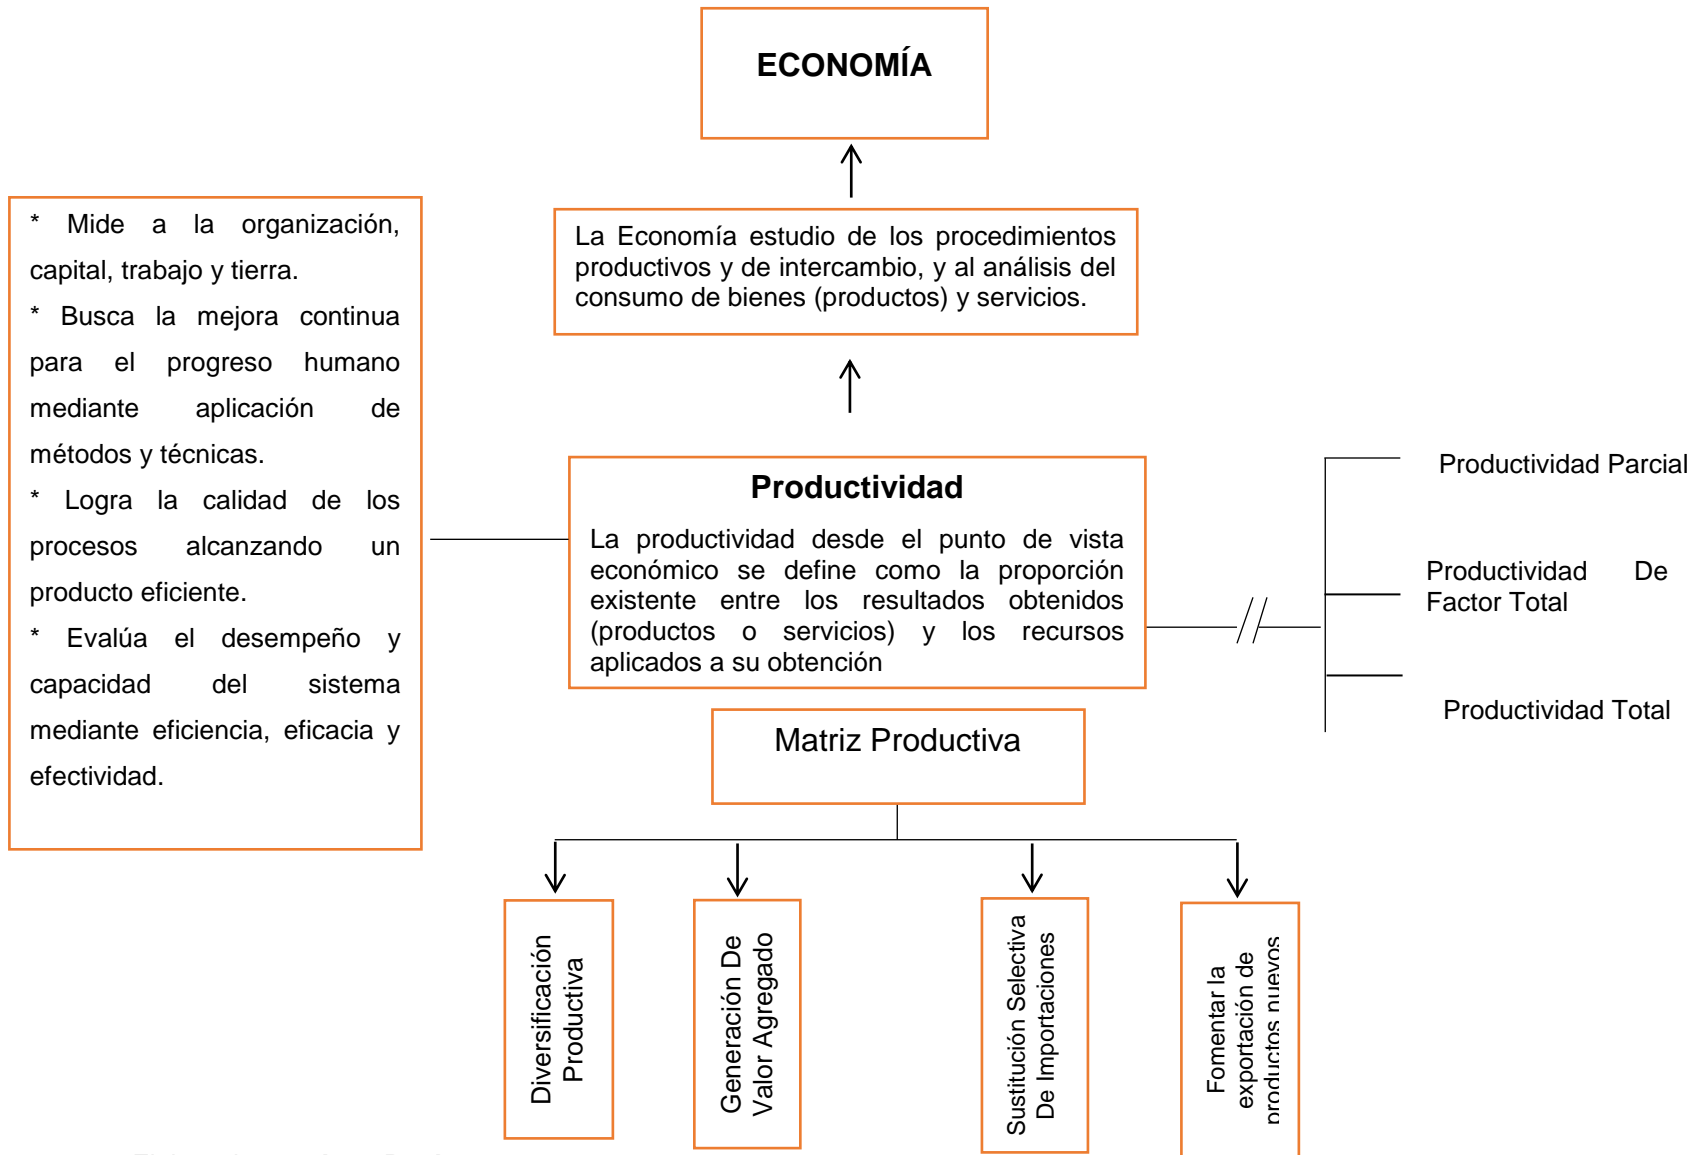 ECONOMÍA
La Economía estudio de los procedimientos
productivos y de intercambio, y al análisis del
consumo de bienes (productos) y servicios.
* Mide a la organización,
capital, trabajo y tierra.
* Busca la mejora continua
para el progreso humano
mediante aplicación de
métodos y técnicas.
* Logra la calidad de los
procesos alcanzando un
producto eficiente.
* Evalúa el desempeño y
capacidad del sistema
mediante eficiencia, eficacia y
efectividad.
Productividad
La productividad desde el punto de vista
económico se define como la proporción
existente entre los resultados obtenidos
(productos o servicios) y los recursos
aplicados a su obtención
Productividad Parcial
Productividad De
Factor Total
Productividad Total
Matriz Productiva
Diversificación
Productiva
Generación De
Valor Agregado
Sustitución Selectiva
De Importaciones
Fomentar la
exportación de
productos nuevos